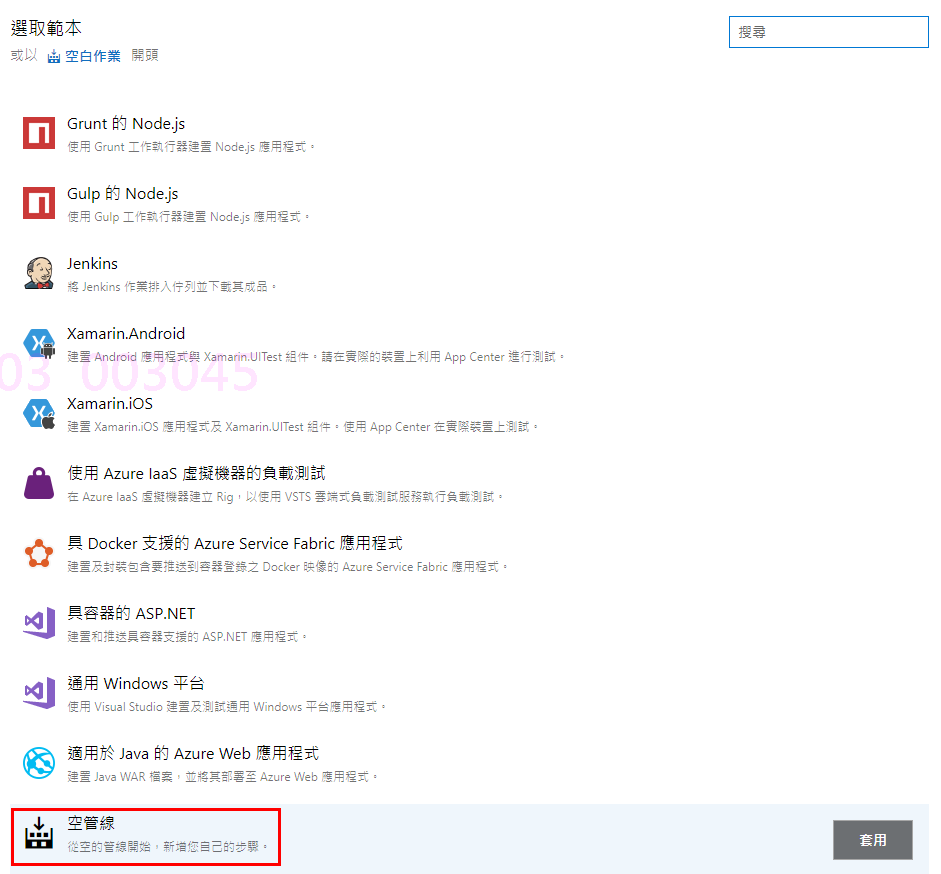 選取範本
搜尋
或以 空白作業 開頭
Grunt 的 Node.js
使用 Grunt 工作執行器建置 Node.js 應用程式。
Gulp 的 Node.js
使用 Gulp 工作執行器建置 Node.js 應用程式。
Jenkins
將 Jenkins 作業排入佇列並下載其成品。
Xamarin.Android
建置 Android 應用程式與 Xamarin.UITest 組件。請在實際的裝置上利用 App Center 進行測試。
03 003045
Xamarin.iOS
建置 Xamarin.iOS 應用程式及 Xamarin.UITest 組件。使用 App Center 在實際裝置上測試。
使用 Azure IaaS 虛擬機器的負載測試
在 Azure IaaS 虛擬機器建立 Rig，以使用 VSTS 雲端式負載測試服務執行負載測試。
具 Docker 支援的 Azure Service Fabric 應用程式
建置及封裝包含要推送到容器登錄之 Docker 映像的 Azure Service Fabric 應用程式。
具容器的 ASP.NET
建置和推送具容器支援的 ASP.NET 應用程式。
通用 Windows 平台
使用 Visual Studio 建置及測試通用 Windows 平台應用程式。
適用於 Java 的 Azure Web 應用程式
建置 Java WAR 檔案，並將其部署至 Azure Web 應用程式。
空管線
從空的管線開始，新增您自己的步驟。
套用